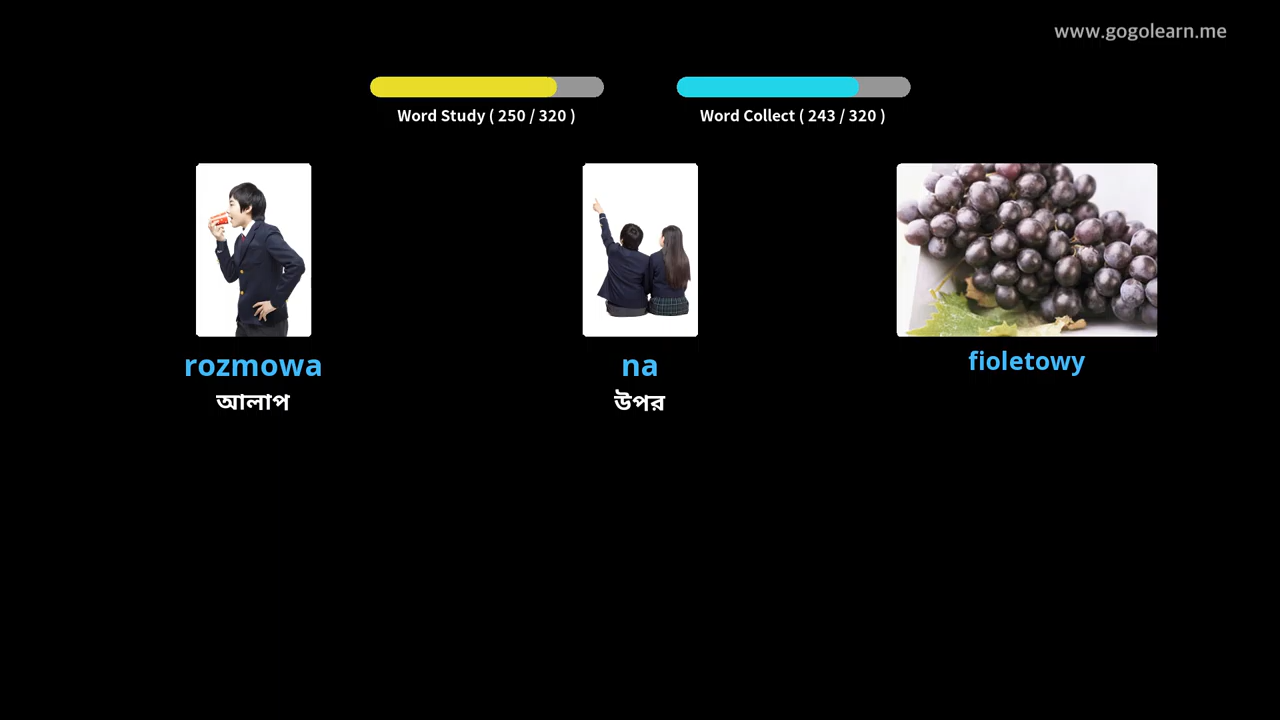 www.gogolearn.me
Word Study ( 250 / 320 )
Word Collect ( 243 / 320 )
rozmowa
আলাপ
na
উপর
fioletowy